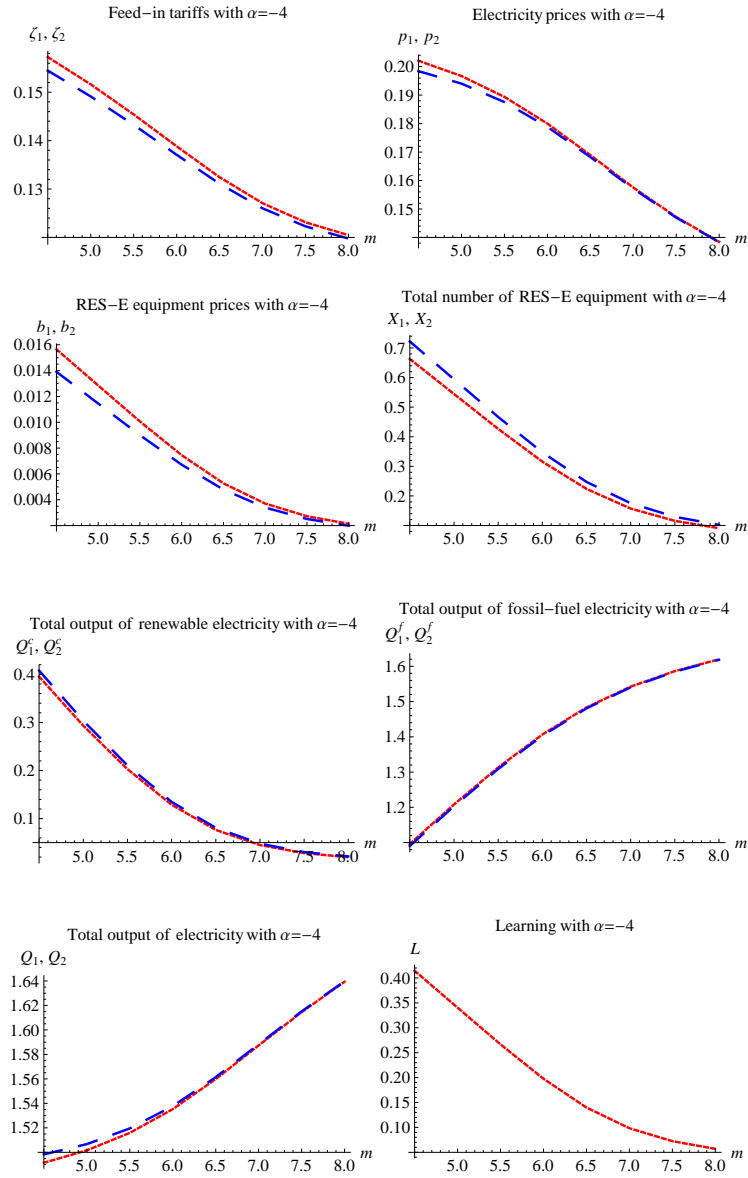 Feed−in tariffs with α=−4
ζ1, ζ2
0.15
0.14
0.13
5.0 5.5 6.0 6.5 7.0 7.5 8.0 m
Electricity prices with α=−4
p1, p2
0.20
0.19
0.18
0.17
0.16
0.15
5.0 5.5 6.0 6.5 7.0 7.5 8.0 m
RES−E equipment prices with α=−4
b1, b2
0.016
0.014
0.012
0.010
0.008
0.006
0.004
5.0 5.5 6.0 6.5 7.0 7.5 8.0 m
Total number of RES−E equipment with α=−4
X1, X2
0.7
0.6
0.5
0.4
0.3
0.2
5.0 5.5 6.0 6.5 7.0 7.5 8.0 m
Total output of renewable electricity with α=−4
Q1^c, Q2^c
0.4
0.3
0.2
0.1
5.0 5.5 6.0 6.5 7.0 7.5 8.0 m
Total output of fossil−fuel electricity with α=−4
Q1^f, Q2^f
1.6
1.5
1.4
1.3
1.2
5.0 5.5 6.0 6.5 7.0 7.5 8.0 m
Total output of electricity with α=−4
Q1, Q2
1.64
1.62
1.60
1.58
1.56
1.54
1.52
5.0 5.5 6.0 6.5 7.0 7.5 8.0 m
Learning with α=−4
L
0.40
0.35
0.30
0.25
0.20
0.15
0.10
5.0 5.5 6.0 6.5 7.0 7.5 8.0 m